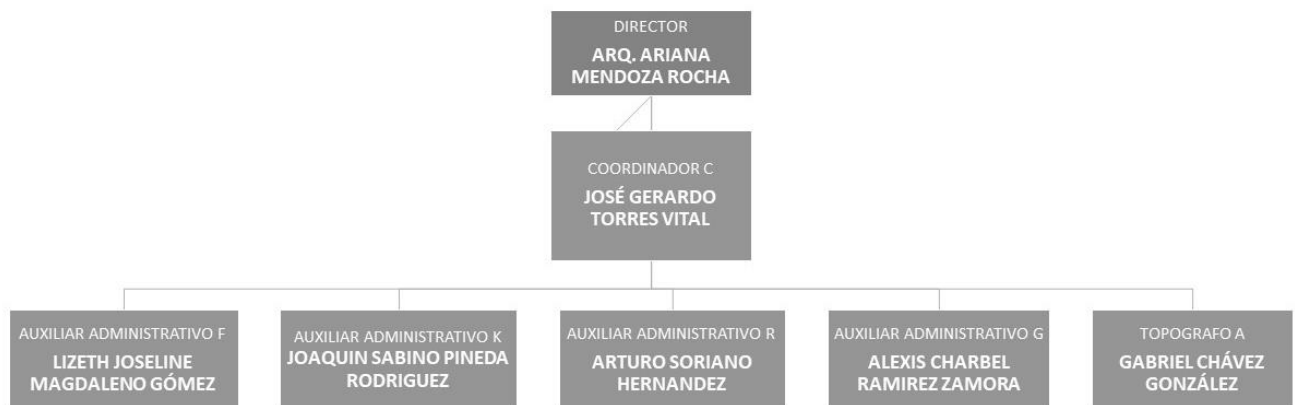 DIRECTOR
ARQ. ARIANA
MENDOZA ROCHA
COORDINADOR C
JOSÉ GERARDO
TORRES VITAL
AUXILIAR ADMINISTRATIVO F
LIZETH JOSELINE
MAGDALENO GÓMEZ
AUXILIAR ADMINISTRATIVO K
JOAQUIN SABINO PINEDA
RODRIGUEZ
AUXILIAR ADMINISTRATIVO R
ARTURO SORIANO
HERNANDEZ
AUXILIAR ADMINISTRATIVO G
ALEXIS CHARBEL
RAMIREZ ZAMORA
TOPOGRAFO A
GABRIEL CHÁVEZ
GONZÁLEZ